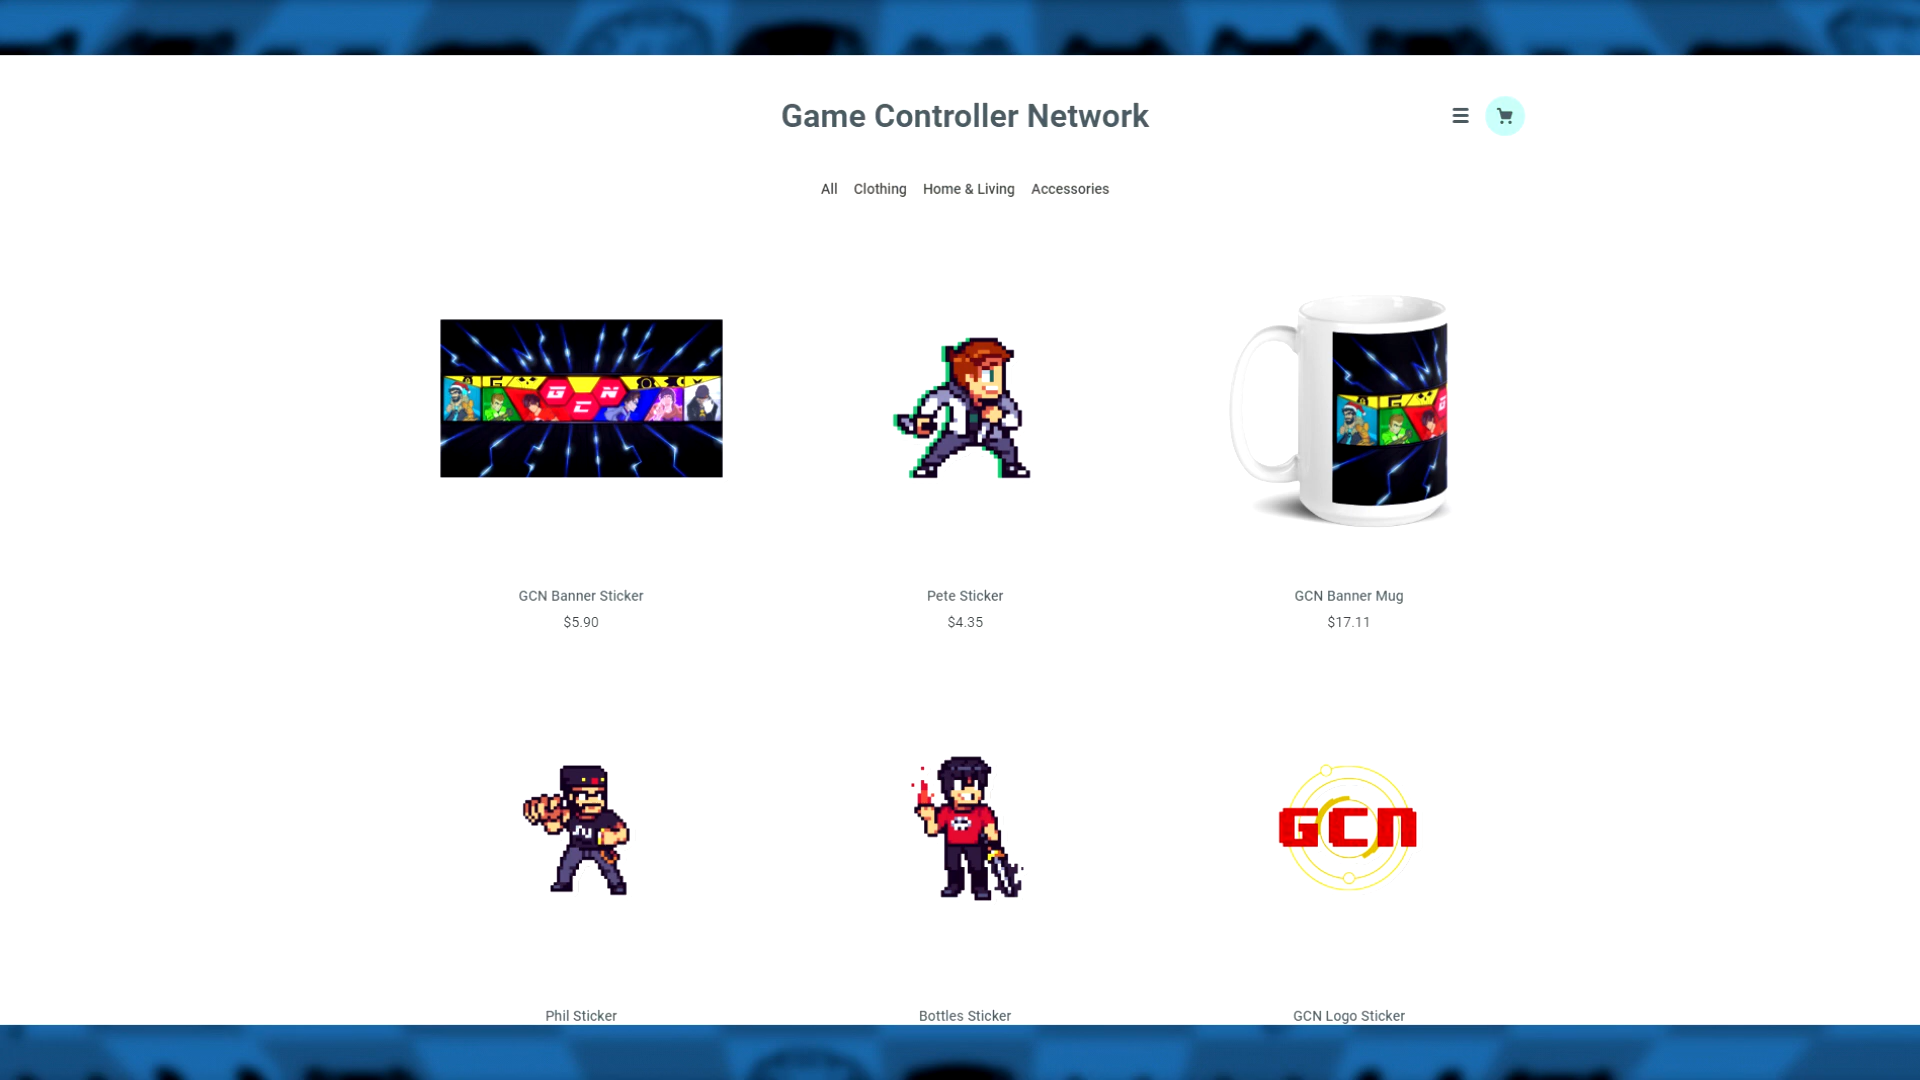 Game Controller Network
All Clothing Home & Living Accessories
G C N
GCN Banner Sticker
$5.90
Pete Sticker
$4.35
GCN Banner Mug
$17.11
GCN
Phil Sticker
Bottles Sticker
GCN Logo Sticker